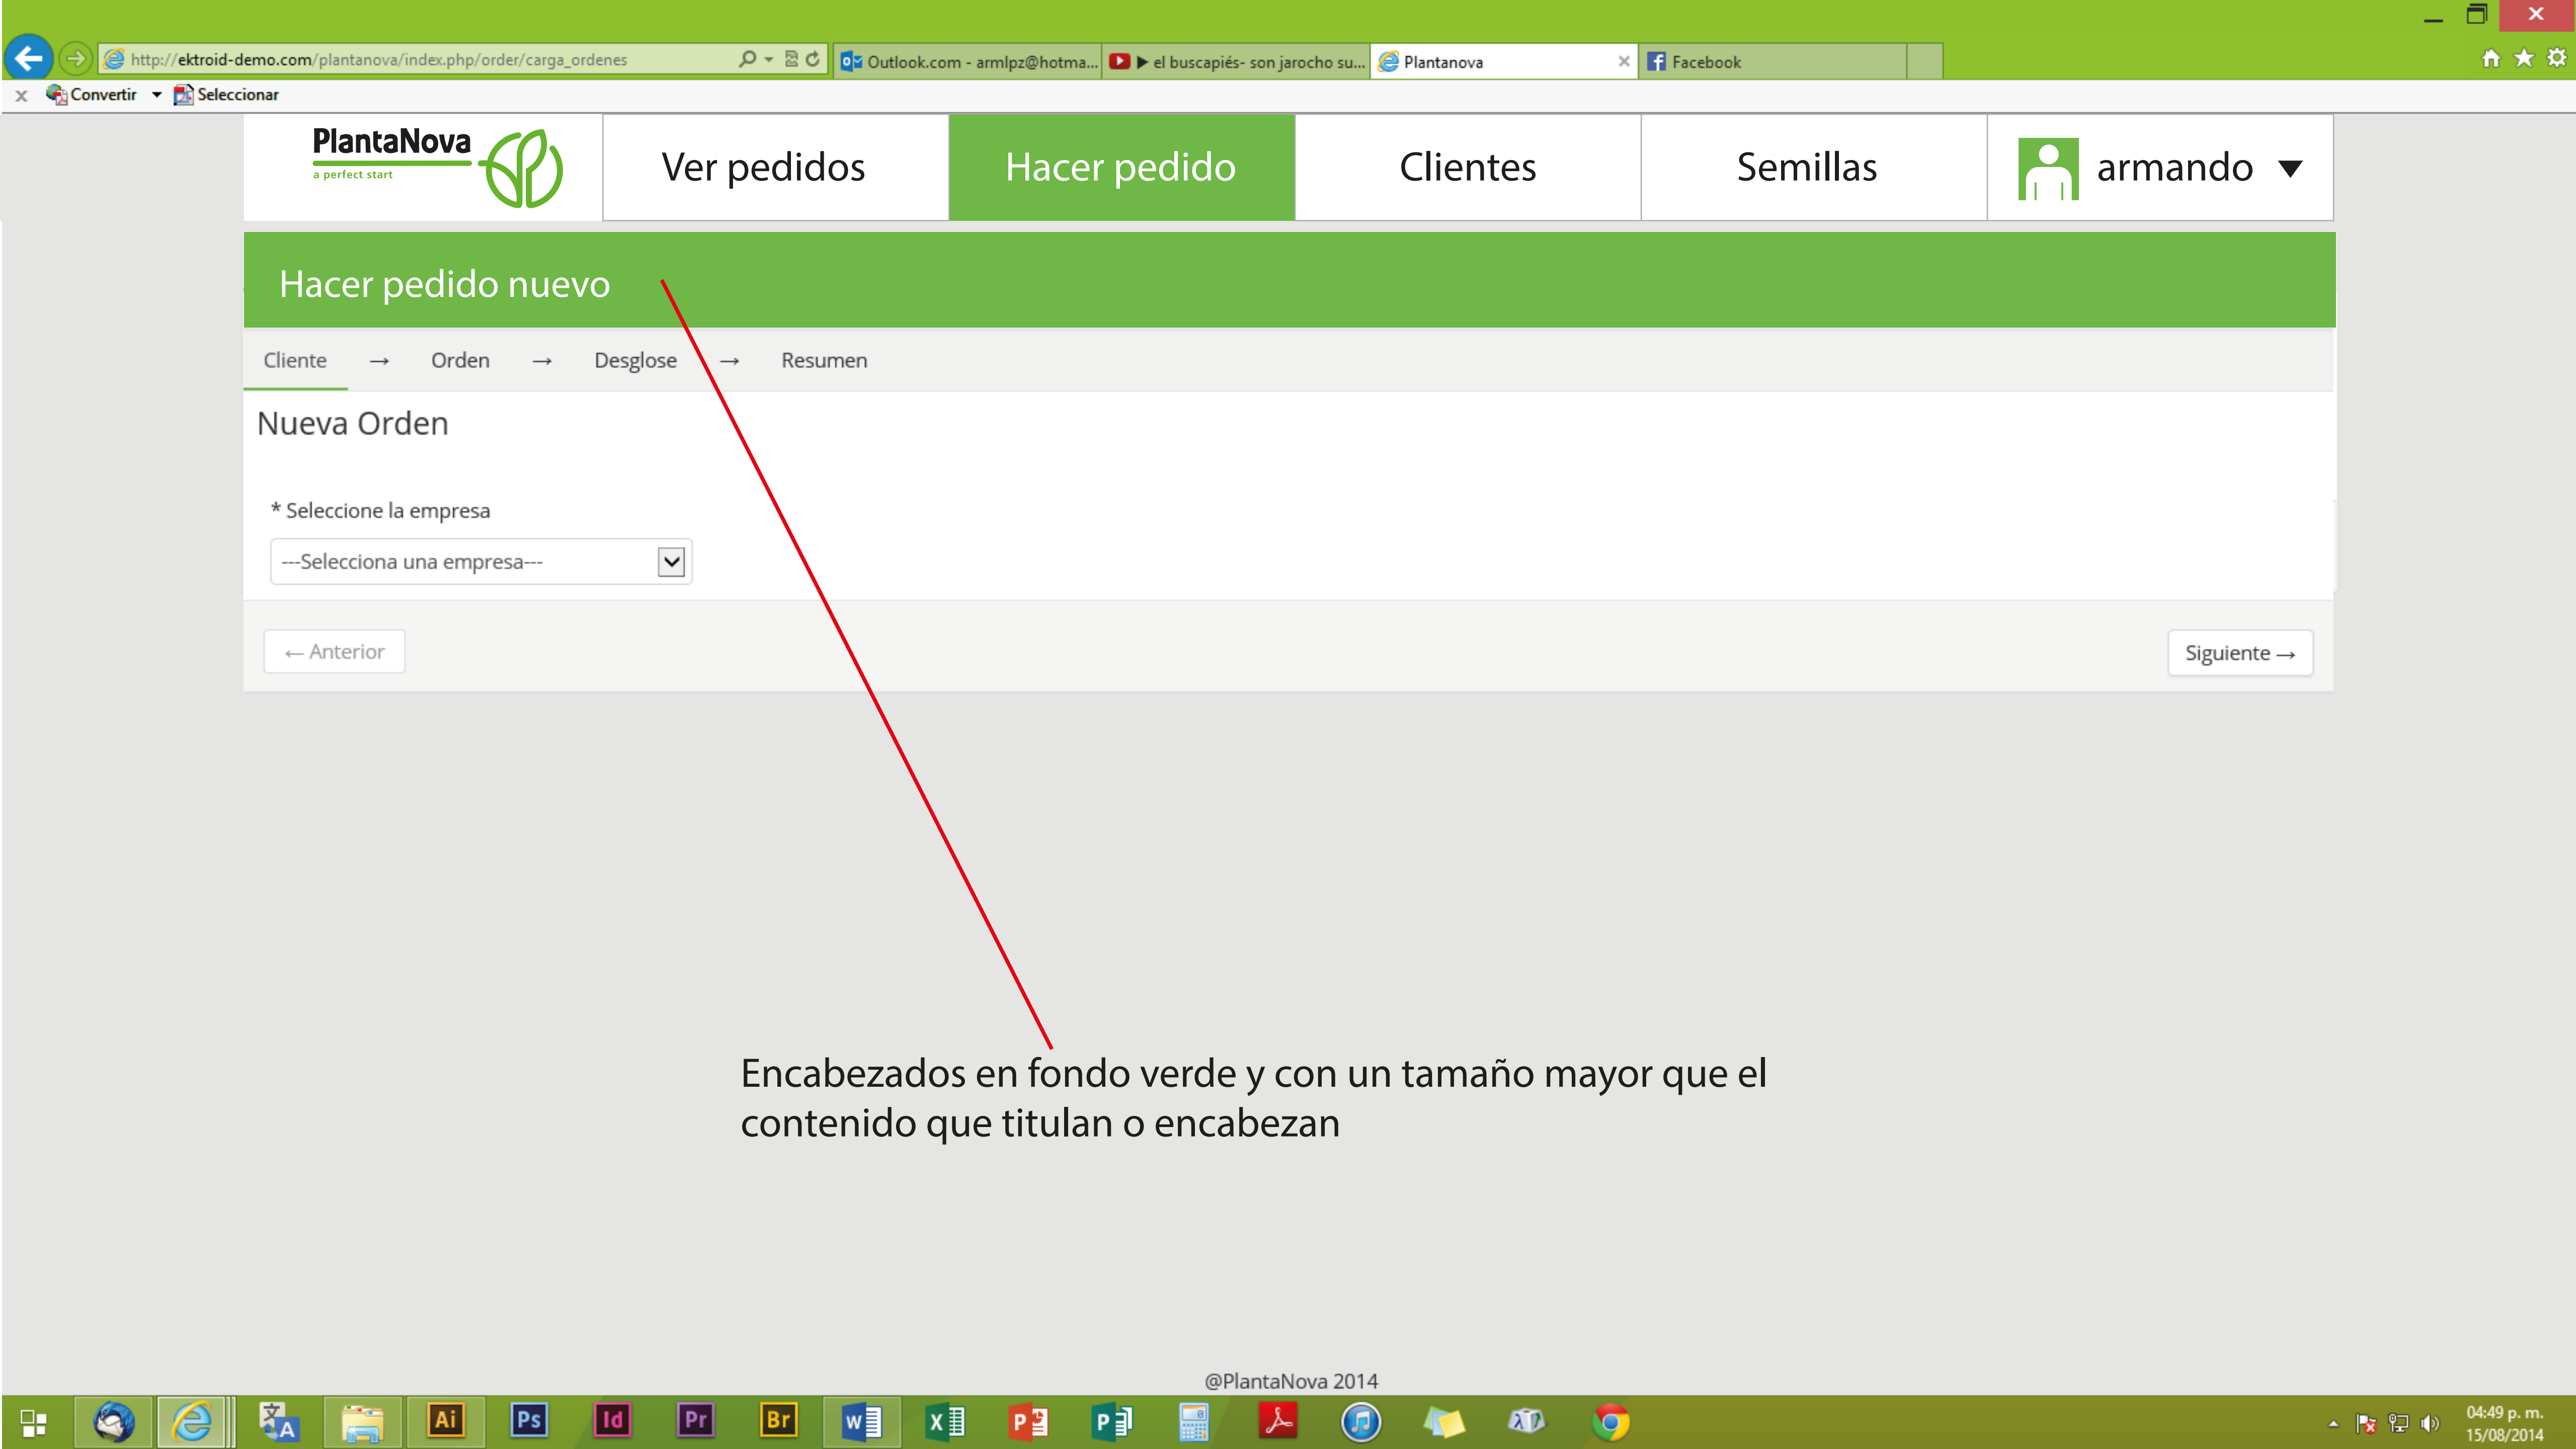 http://ektroid-demo.com/plantanova/index.php/order/carga_ordenes
Outlook.com - armlpz@hotma...
▶ el buscapiés- son jarocho su...
Plantanova
Facebook
Convertir
Seleccionar
PlantaNova
a perfect start
Ver pedidos
Hacer pedido
Clientes
Semillas
armando
Hacer pedido nuevo
Cliente → Orden → Desglose → Resumen
Nueva Orden
* Seleccione la empresa
---Selecciona una empresa---
← Anterior
Siguiente →
Encabezados en fondo verde y con un tamaño mayor que el
contenido que titulan o encabezan
@PlantaNova 2014
Ai
Ps
Id
Pr
Br
04:49 p. m.
15/08/2014